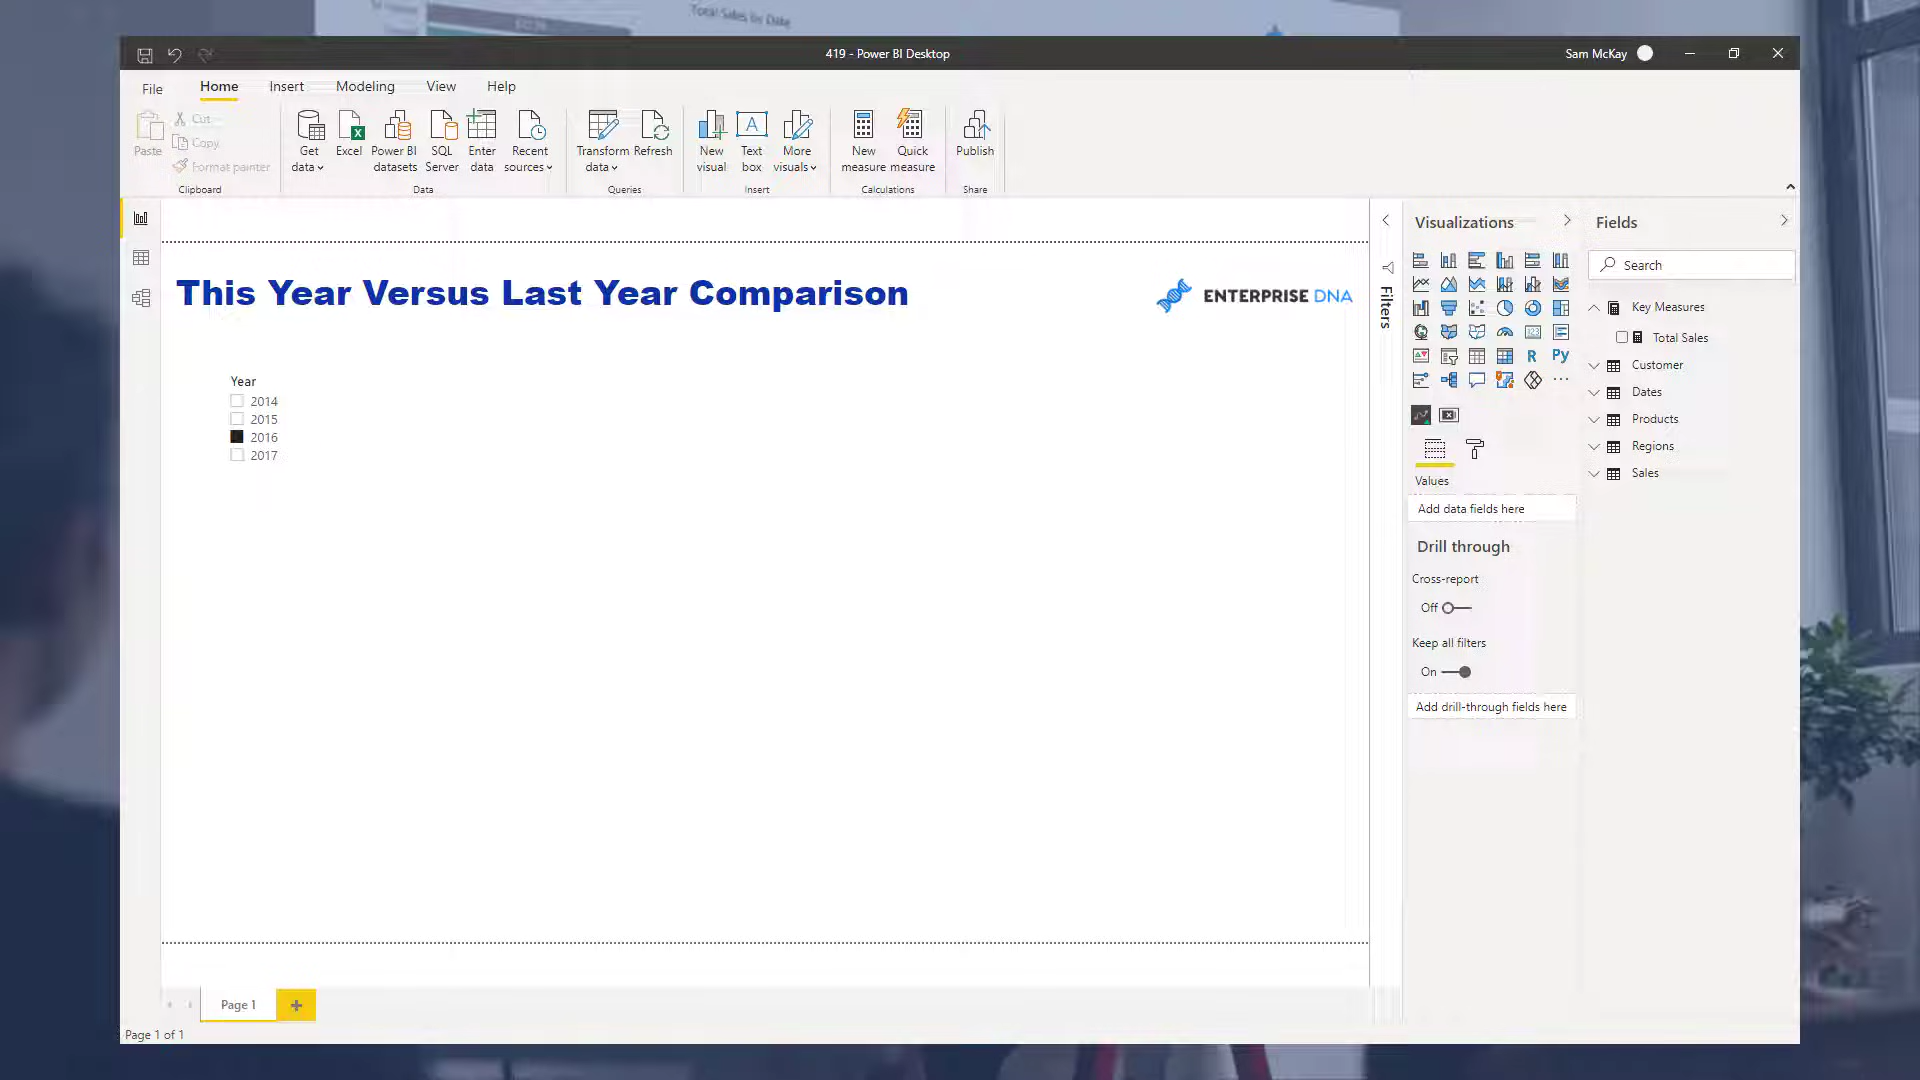 Total Sales by Date
419 - Power BI Desktop
Sam McKay
File
Home
Insert
Modeling
View
Help
Paste
Cut
Copy
Format painter
Clipboard
Get data
Excel
Power BI datasets
SQL Server
Enter data
Recent sources
Data
Transform data
Refresh
Queries
New visual
A
Text box
More visuals
Insert
New measure
Quick measure
Calculations
Publish
Share
This Year Versus Last Year Comparison
ENTERPRISE DNA
Year
2014
2015
2016
2017
Filters
Visualizations
123
R
Py
Values
Add data fields here
Drill through
Cross-report
Off
Keep all filters
On
Add drill-through fields here
Fields
Search
Key Measures
Total Sales
Customer
Dates
Products
Regions
Sales
Page 1
Page 1 of 1